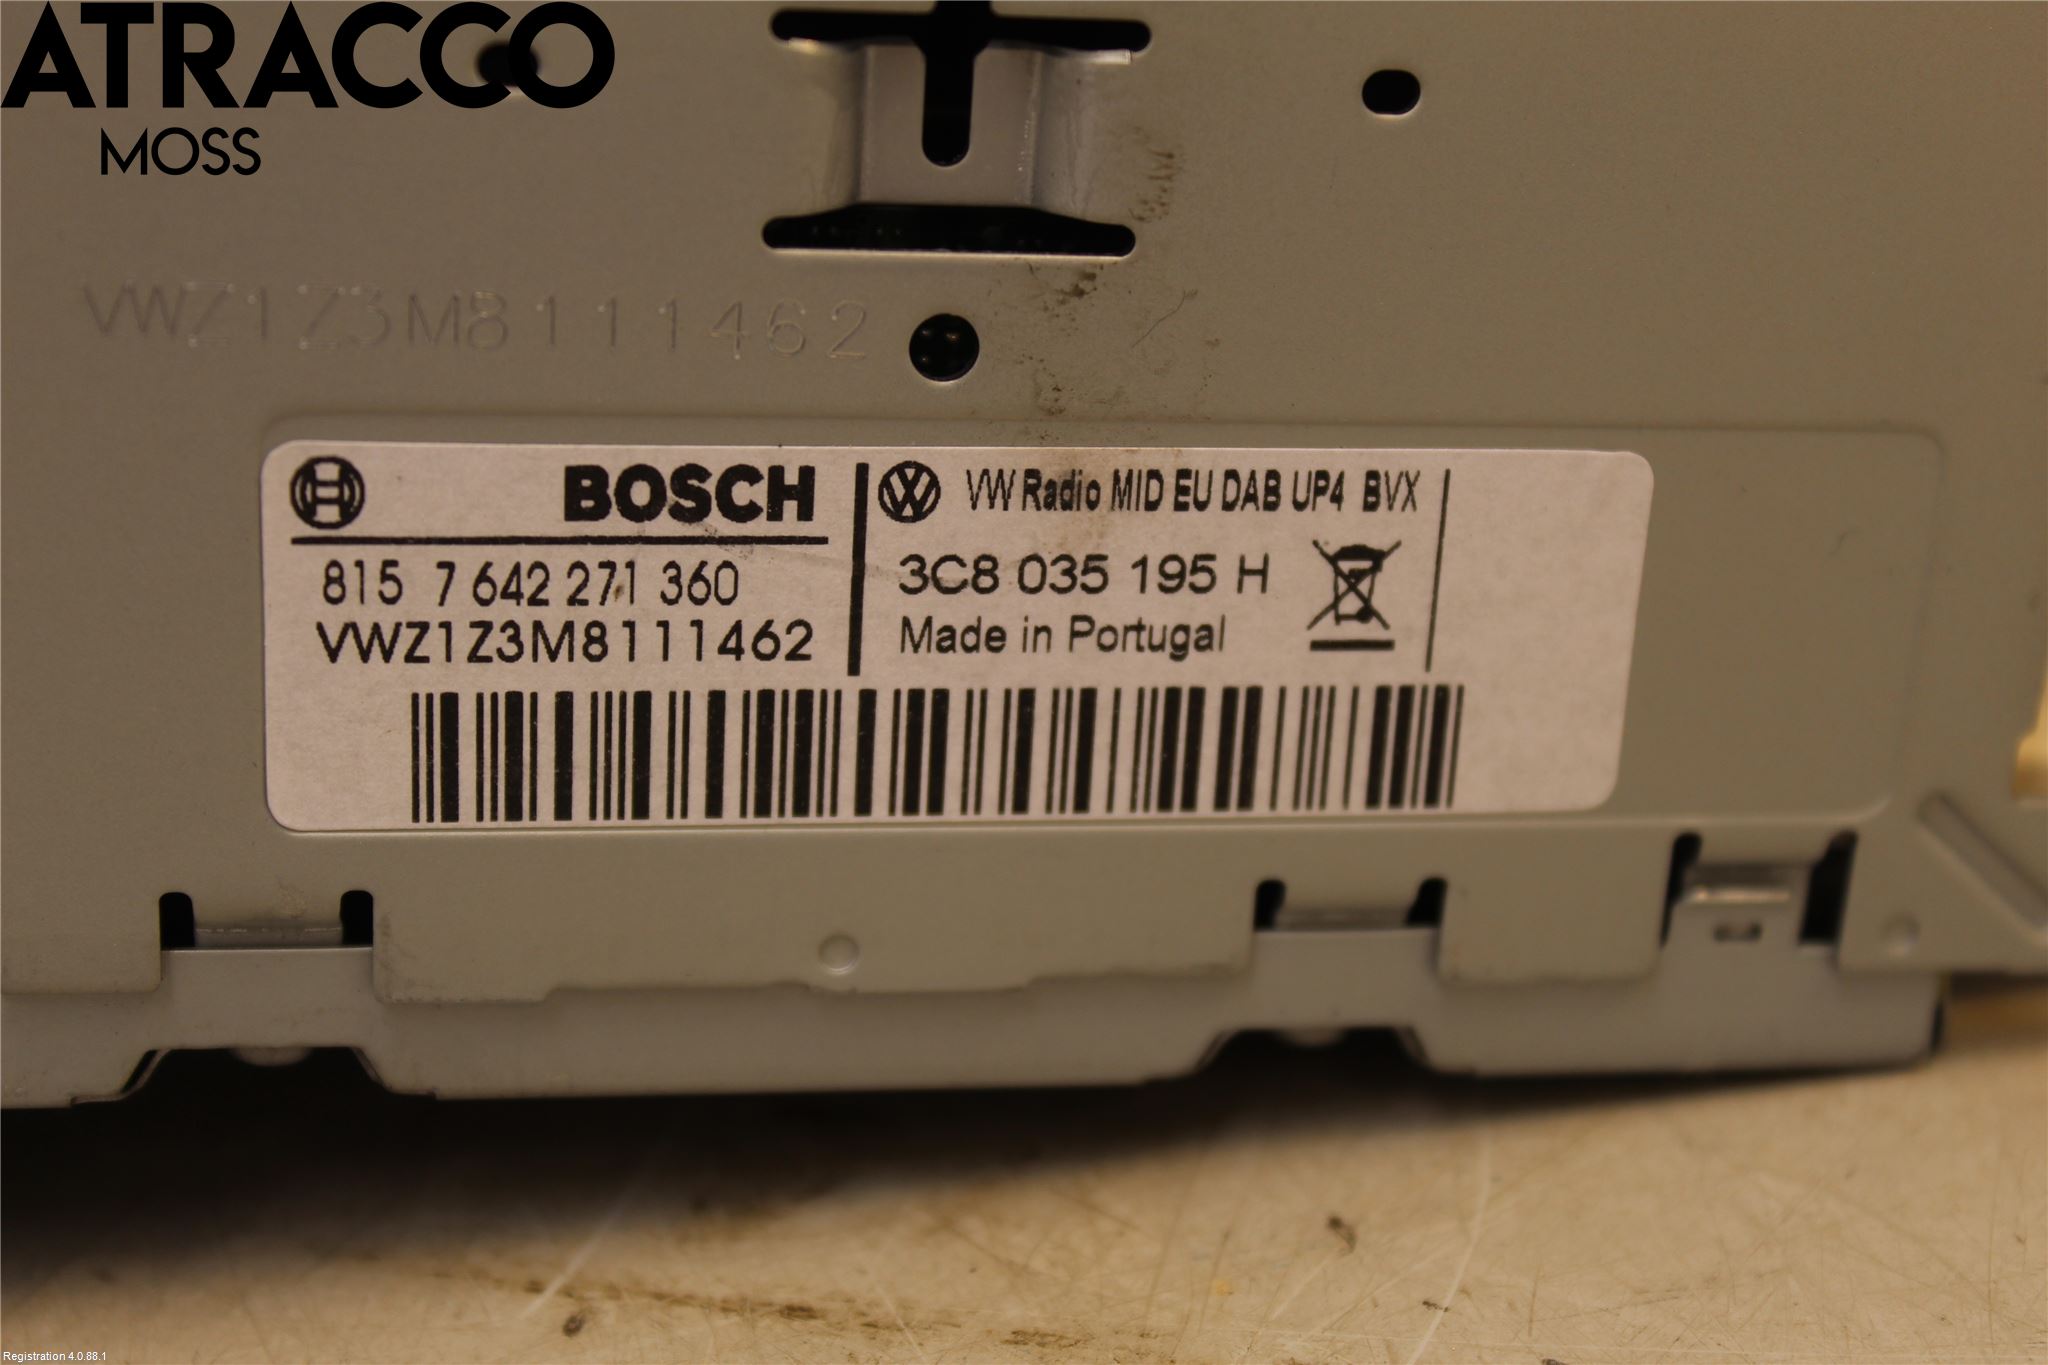 ATRACCO
MOSS
VWZ1Z3M8111462
BOSCH
815 7 642 271 360
VWZ1Z3M8111462
VW Radio MID EU DAB UP4 BVX
3C8 035 195 H
Made in Portugal
Registration 4.0.88.1